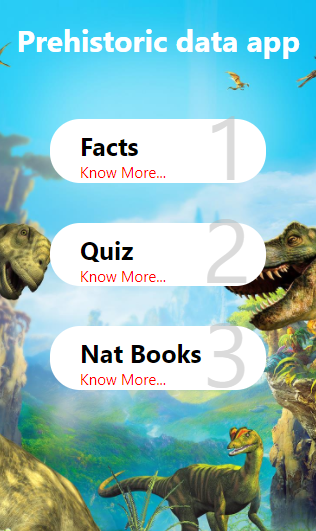 Prehistoric data app
1
Facts
Know More...
2
Quiz
Know More...
3
Nat Books
Know More...